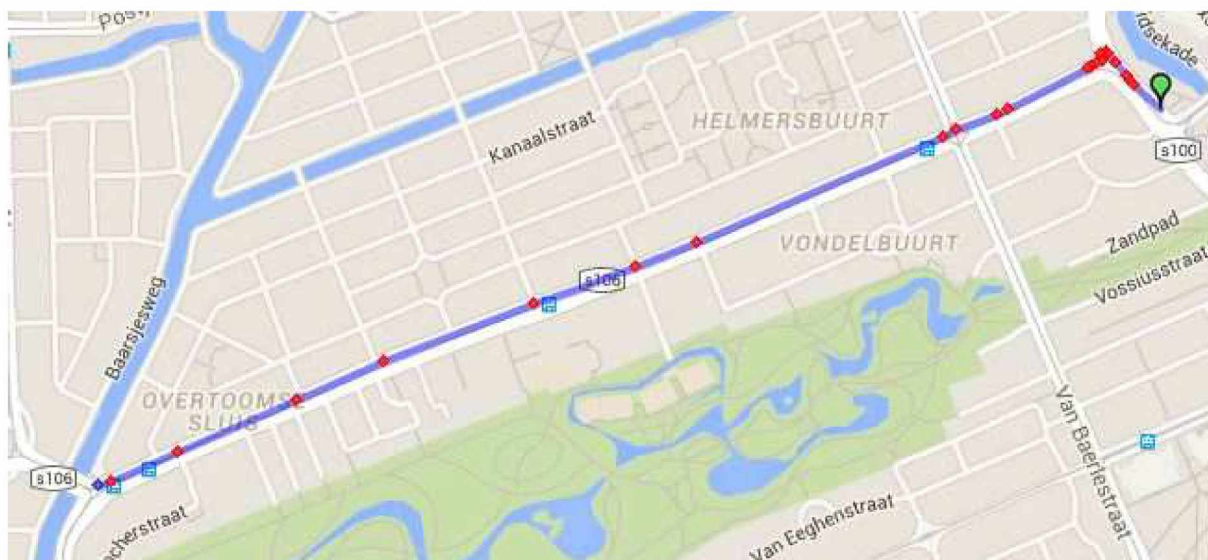 Kanaalstraat
HELMERSBUURT
s100
VONDELBUURT
Zandpad
s106
Vossiusstraat
Baarsjesweg
OVERTOOMSE
SLUIS
Van Baerlestraat
s106
Van Eeghenstraat